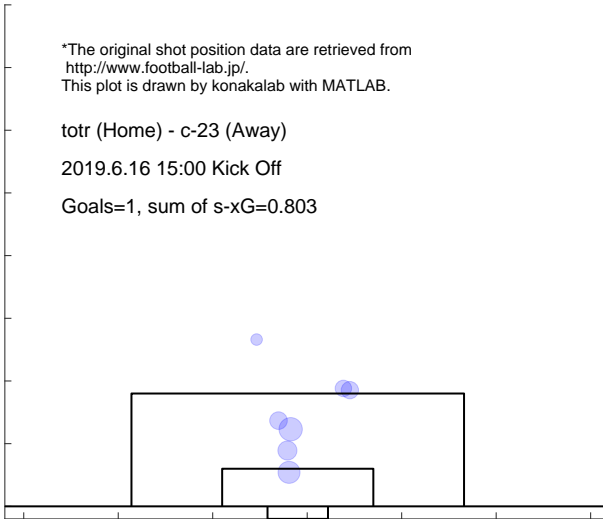 *The original shot position data are retrieved from
http://www.football-lab.jp/.
This plot is drawn by konakalab with MATLAB.
totr (Home) - c-23 (Away)
2019.6.16 15:00 Kick Off
Goals=1, sum of s-xG=0.803